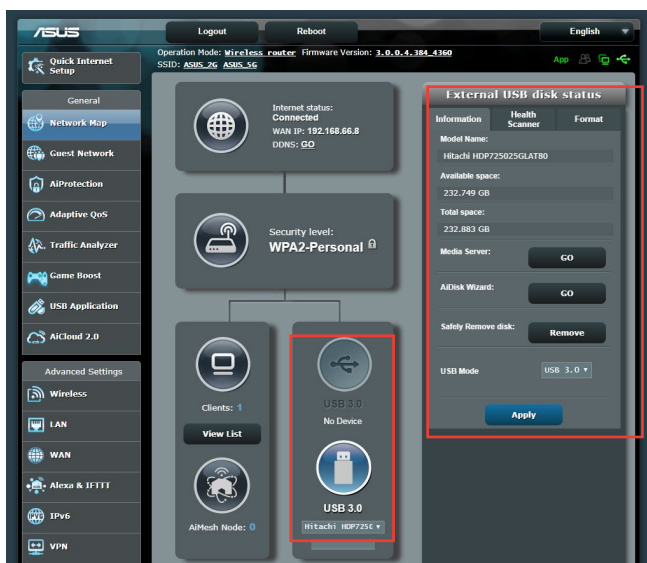 ASUS
Logout
Reboot
English
Quick Internet
Setup
Operation Mode: Wireless router Firmware Version: 3.0.0.4.384_4360
SSID: ASUS_2G ASUS_5G
App
General
Network Map
Guest Network
AiProtection
Adaptive QoS
Traffic Analyzer
Game Boost
USB Application
AiCloud 2.0
Advanced Settings
Wireless
LAN
WAN
Alexa & IFTTT
IPv6
VPN
Internet status:
Connected
WAN IP: 192.168.66.8
DDNS: GO
Security level:
WPA2-Personal
Clients: 1
View List
AiMesh Node: 0
USB 3.0
No Device
USB 3.0
Hitachi HDP725C
External USB disk status
Information
Health
Scanner
Format
Model Name:
Hitachi HDP725025GLAT80
Available space:
232.749 GB
Total space:
232.883 GB
Media Server:
GO
AiDisk Wizard:
GO
Safely Remove disk:
Remove
USB Mode
USB 3.0
Apply